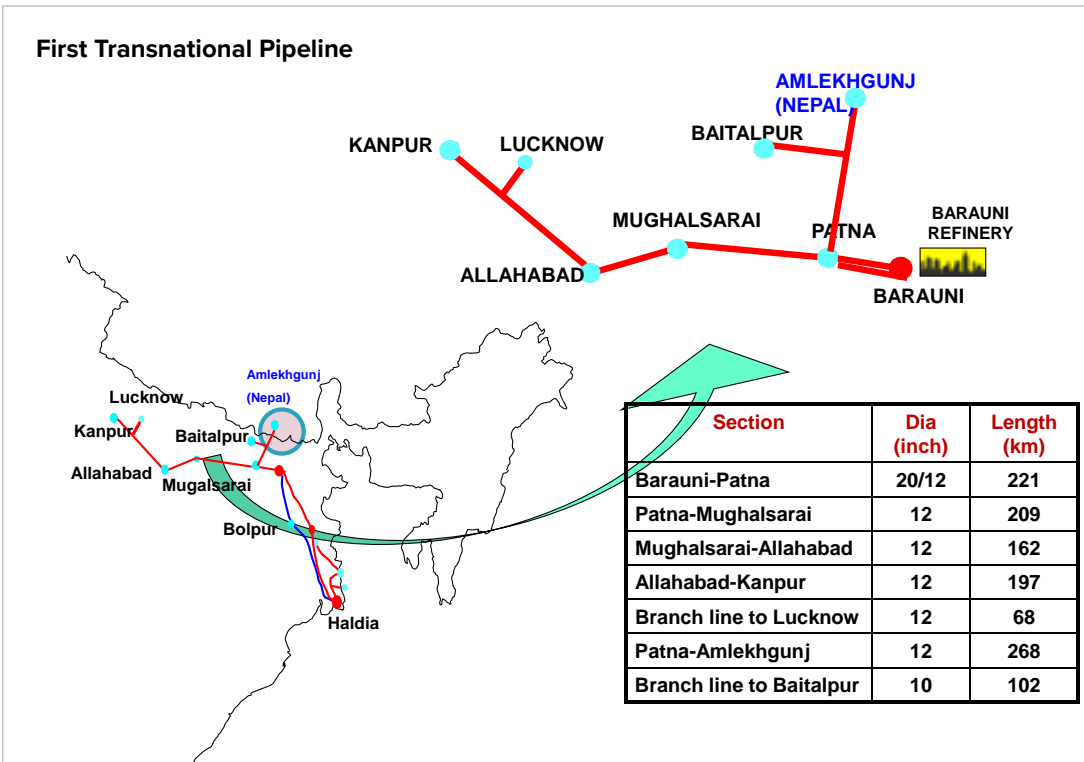 First Transnational Pipeline
AMLEKHGUNJ
(NEPAL)
BAITALPUR
KANPUR
LUCKNOW
MUGHALSARAI
PATNA
BARAUNI
REFINERY
ALLAHABAD
BARAUNI
Amlekhgunj
(Nepal)
Lucknow
Kanpur
Baitalpur
Allahabad
Mugalsarai
Bolpur
Haldia
Section Dia (inch) Length (km)
Barauni-Patna 20/12 221
Patna-Mughalsarai 12 209
Mughalsarai-Allahabad 12 162
Allahabad-Kanpur 12 197
Branch line to Lucknow 12 68
Patna-Amlekhgunj 12 268
Branch line to Baitalpur 10 102